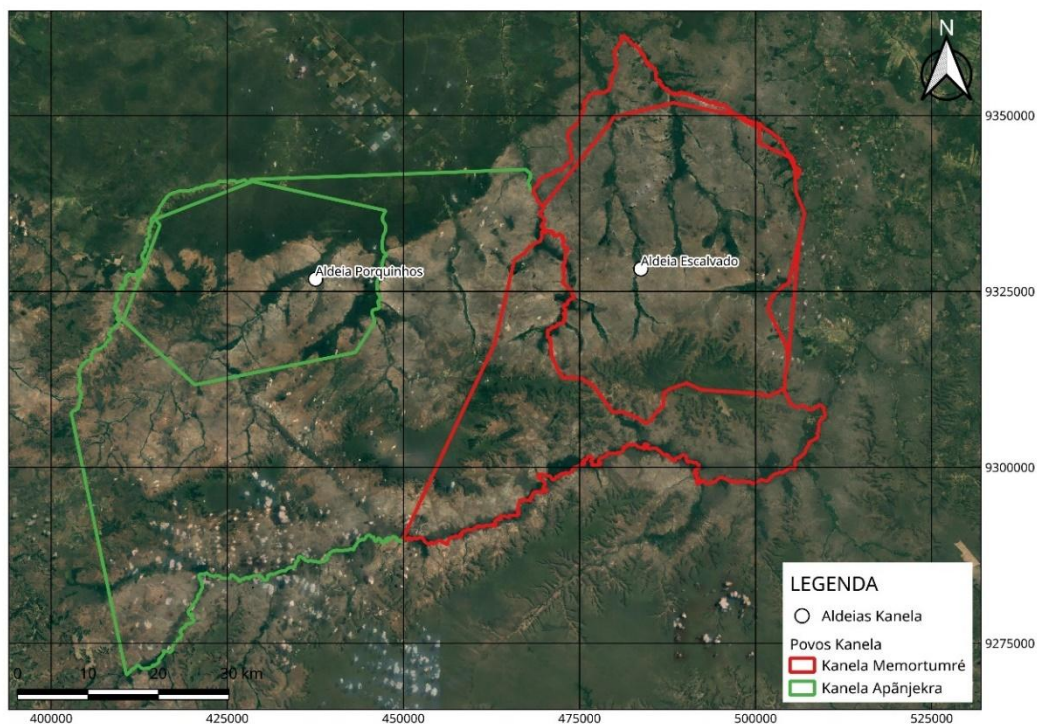 N
9350000
Aldeia Escalvado
Aldeia Porquinhos
9325000
9300000
LEGENDA
Aldeias Kanela
Povos Kanela
Kanela Memortumré
Kanela Apãnjekra
9275000
0 10 20 30 km
400000 425000 450000 475000 500000 525000